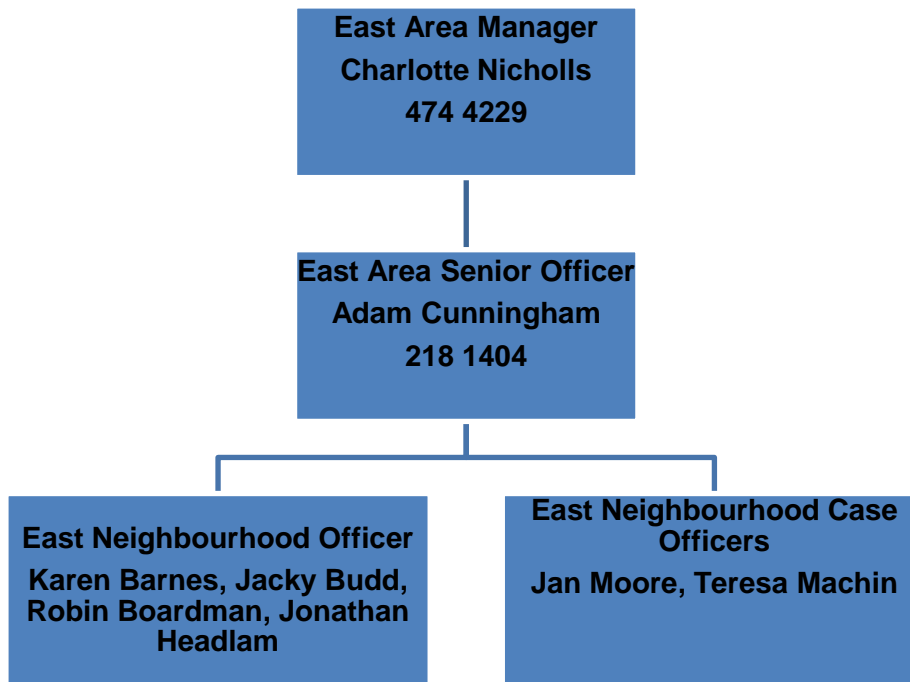 East Area Manager
Charlotte Nicholls
474 4229
East Area Senior Officer
Adam Cunningham
218 1404
East Neighbourhood Officer
Karen Barnes, Jacky Budd,
Robin Boardman, Jonathan
Headlam
East Neighbourhood Case
Officers
Jan Moore, Teresa Machin